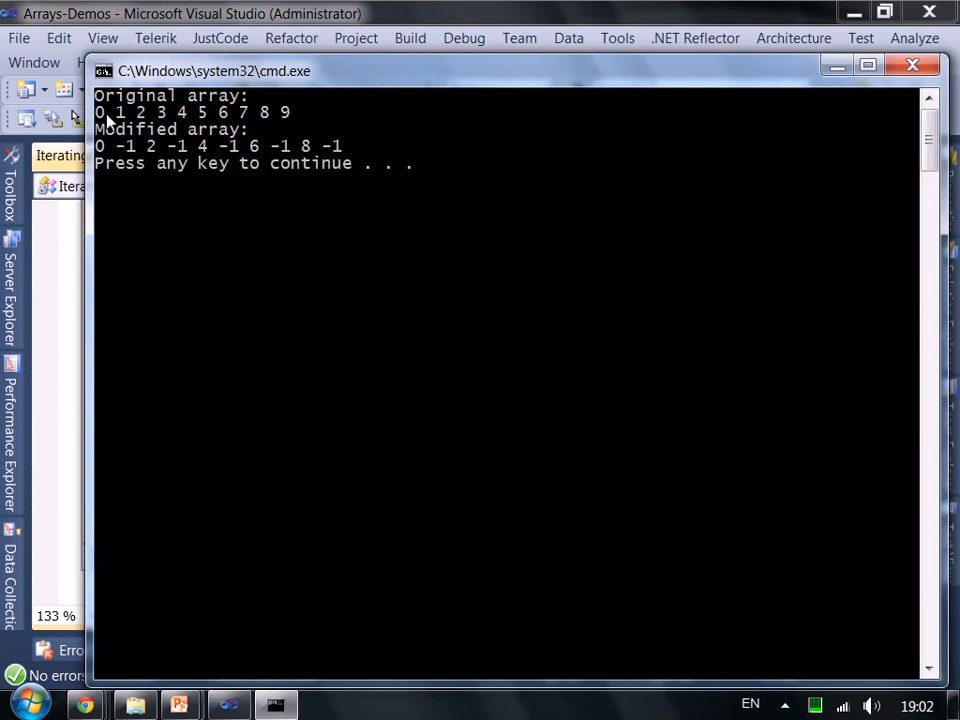 Arrays-Demos - Microsoft Visual Studio (Administrator)
File Edit View Telerik JustCode Refactor Project Build Debug Team Data Tools .NET Reflector Architecture Test Analyze
Window
C:\Windows\system32\cmd.exe
Original array:
0 1 2 3 4 5 6 7 8 9
Modified array:
0 -1 2 -1 4 -1 6 -1 8 -1
Press any key to continue . . .
Iterating
Toolbox
Server Explorer
Performance Explorer
133 %
No errors
EN
19:02